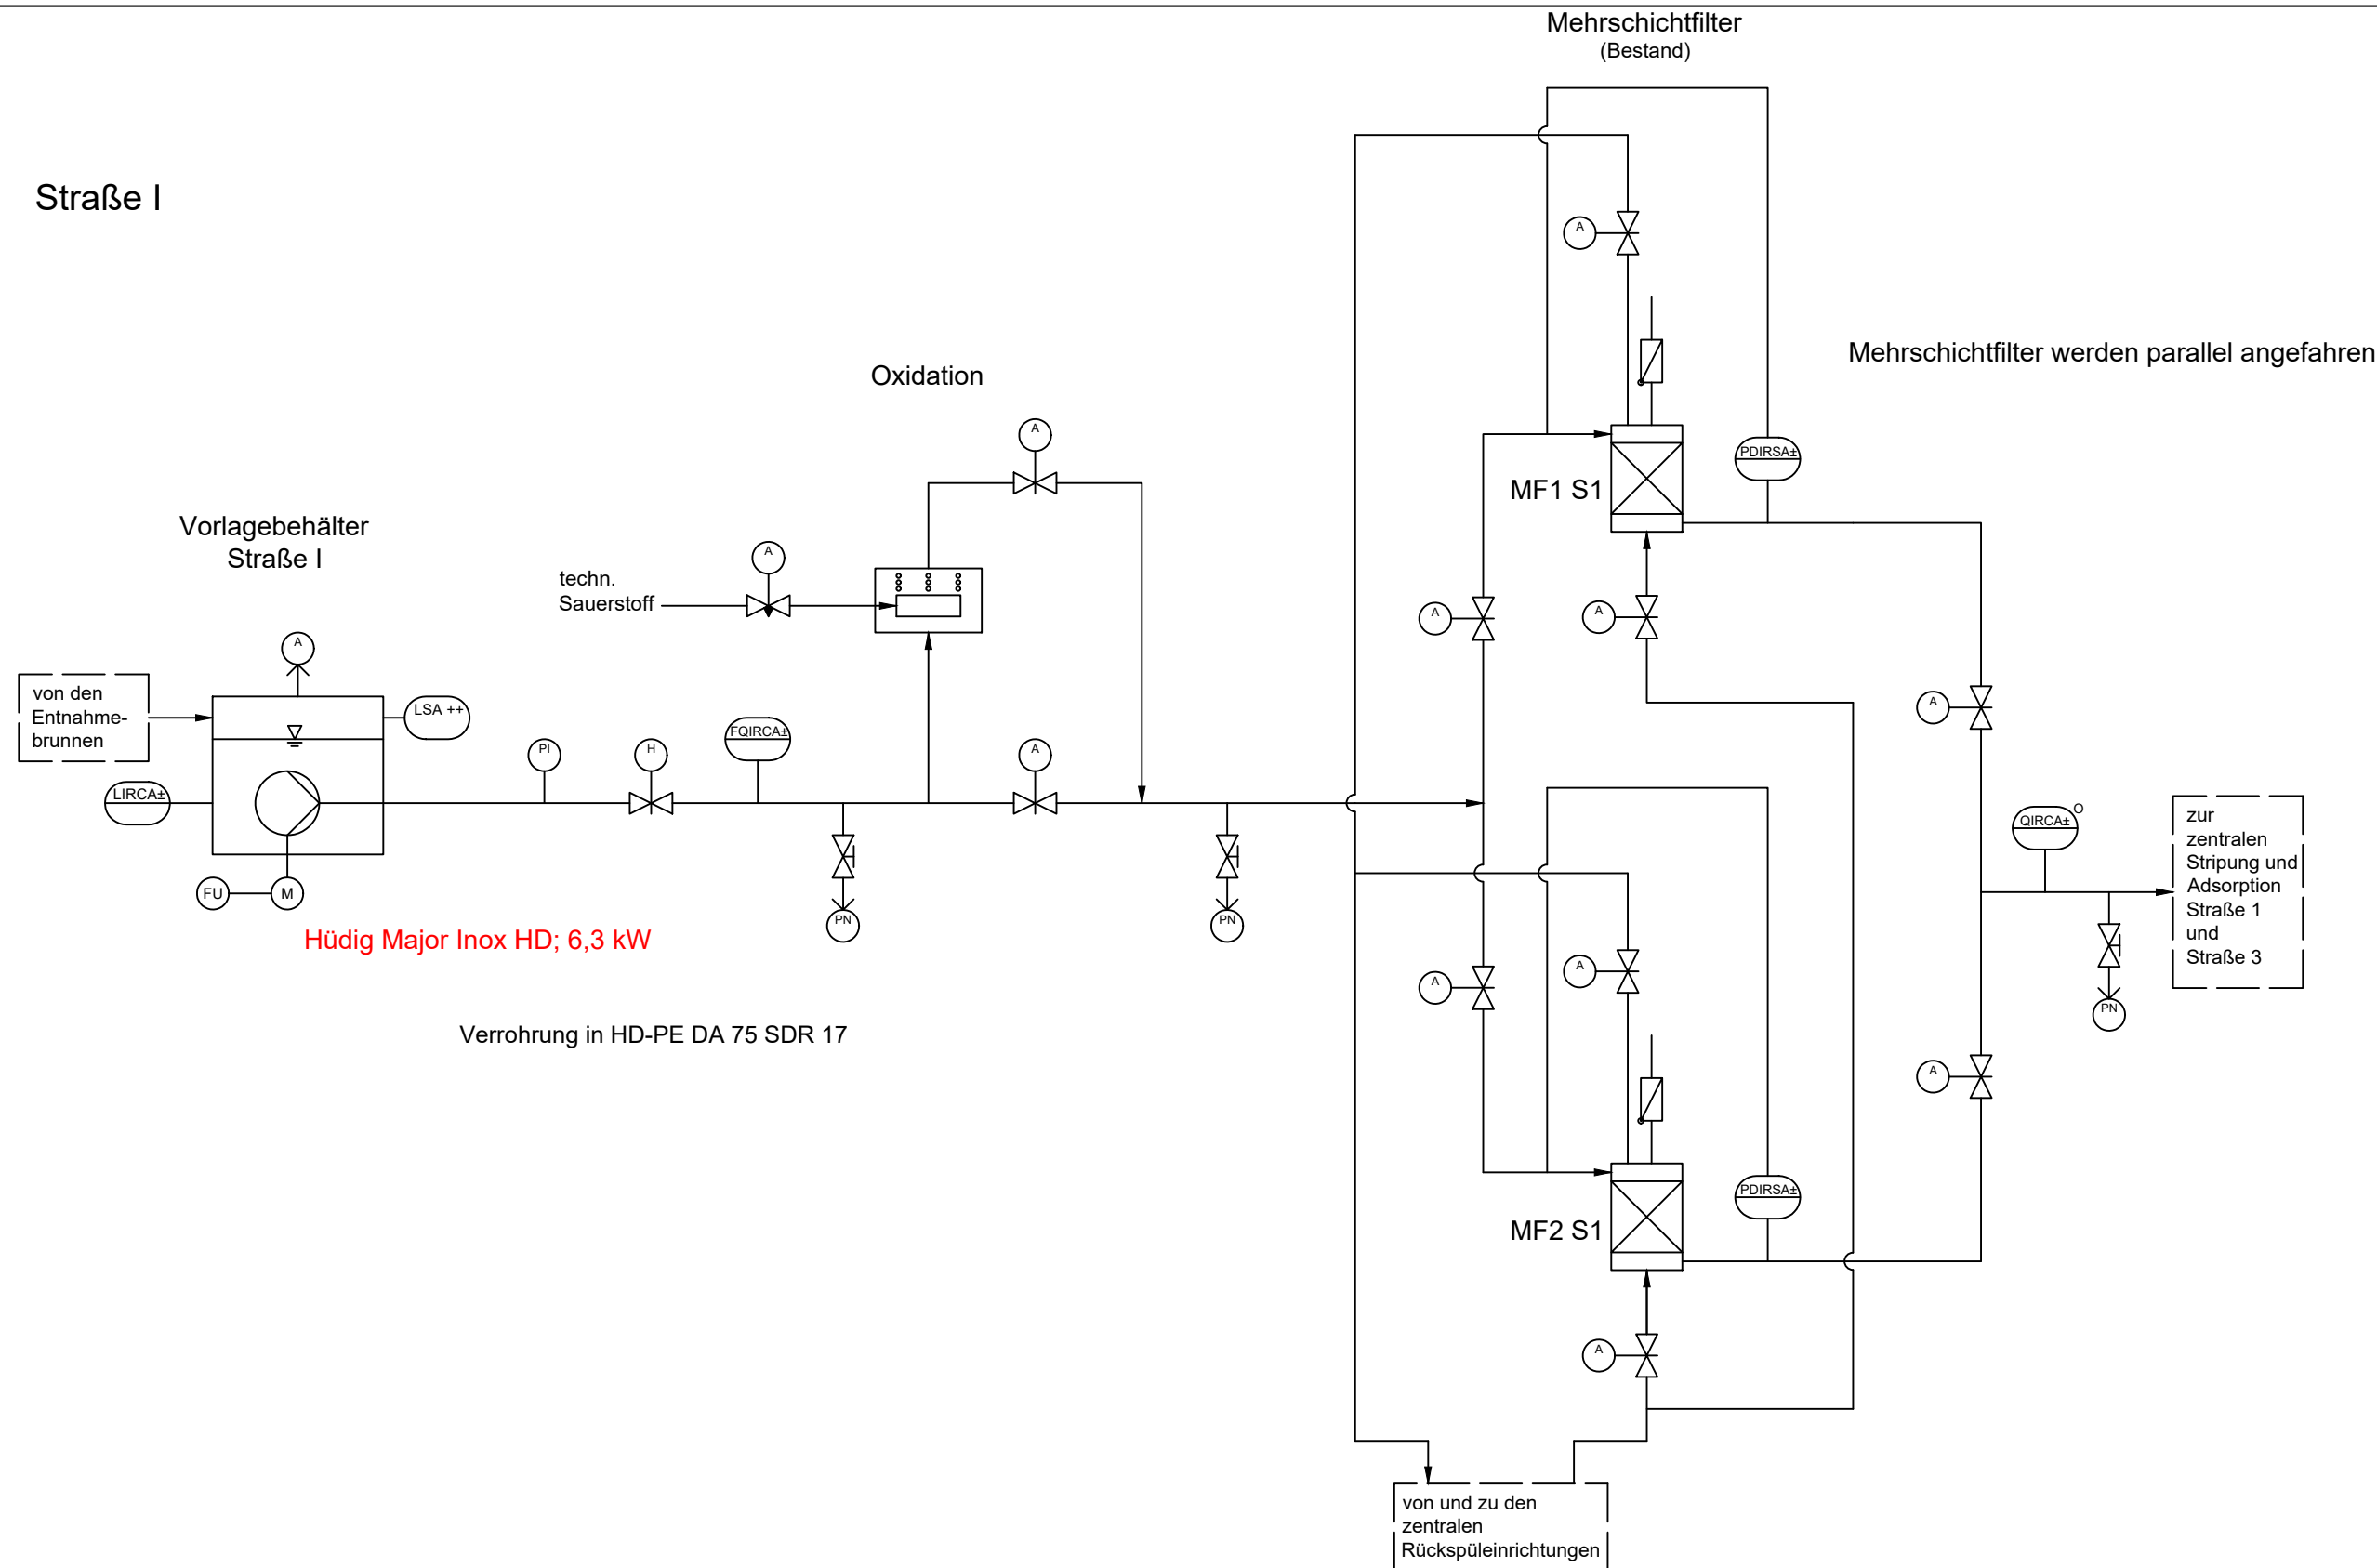 Mehrschichtfilter
(Bestand)
Straße I
A
Mehrschichtfilter werden parallel angefahren
Oxidation
A
PDIRSA±
MF1 S1
Vorlagebehälter
Straße I
A
techn.
Sauerstoff
A
A
A
von den
Entnahme-
brunnen
LSA ++
A
FQIRCA±
PI
H
A
LIRCA±
zur
zentralen
Stripung und
Adsorption
Straße 1
und
Straße 3
QIRCA±
O
FU
M
PN
PN
Hüdig Major Inox HD; 6,3 kW
A
A
PN
Verrohrung in HD-PE DA 75 SDR 17
A
PDIRSA±
MF2 S1
A
von und zu den
zentralen
Rückspüleinrichtungen